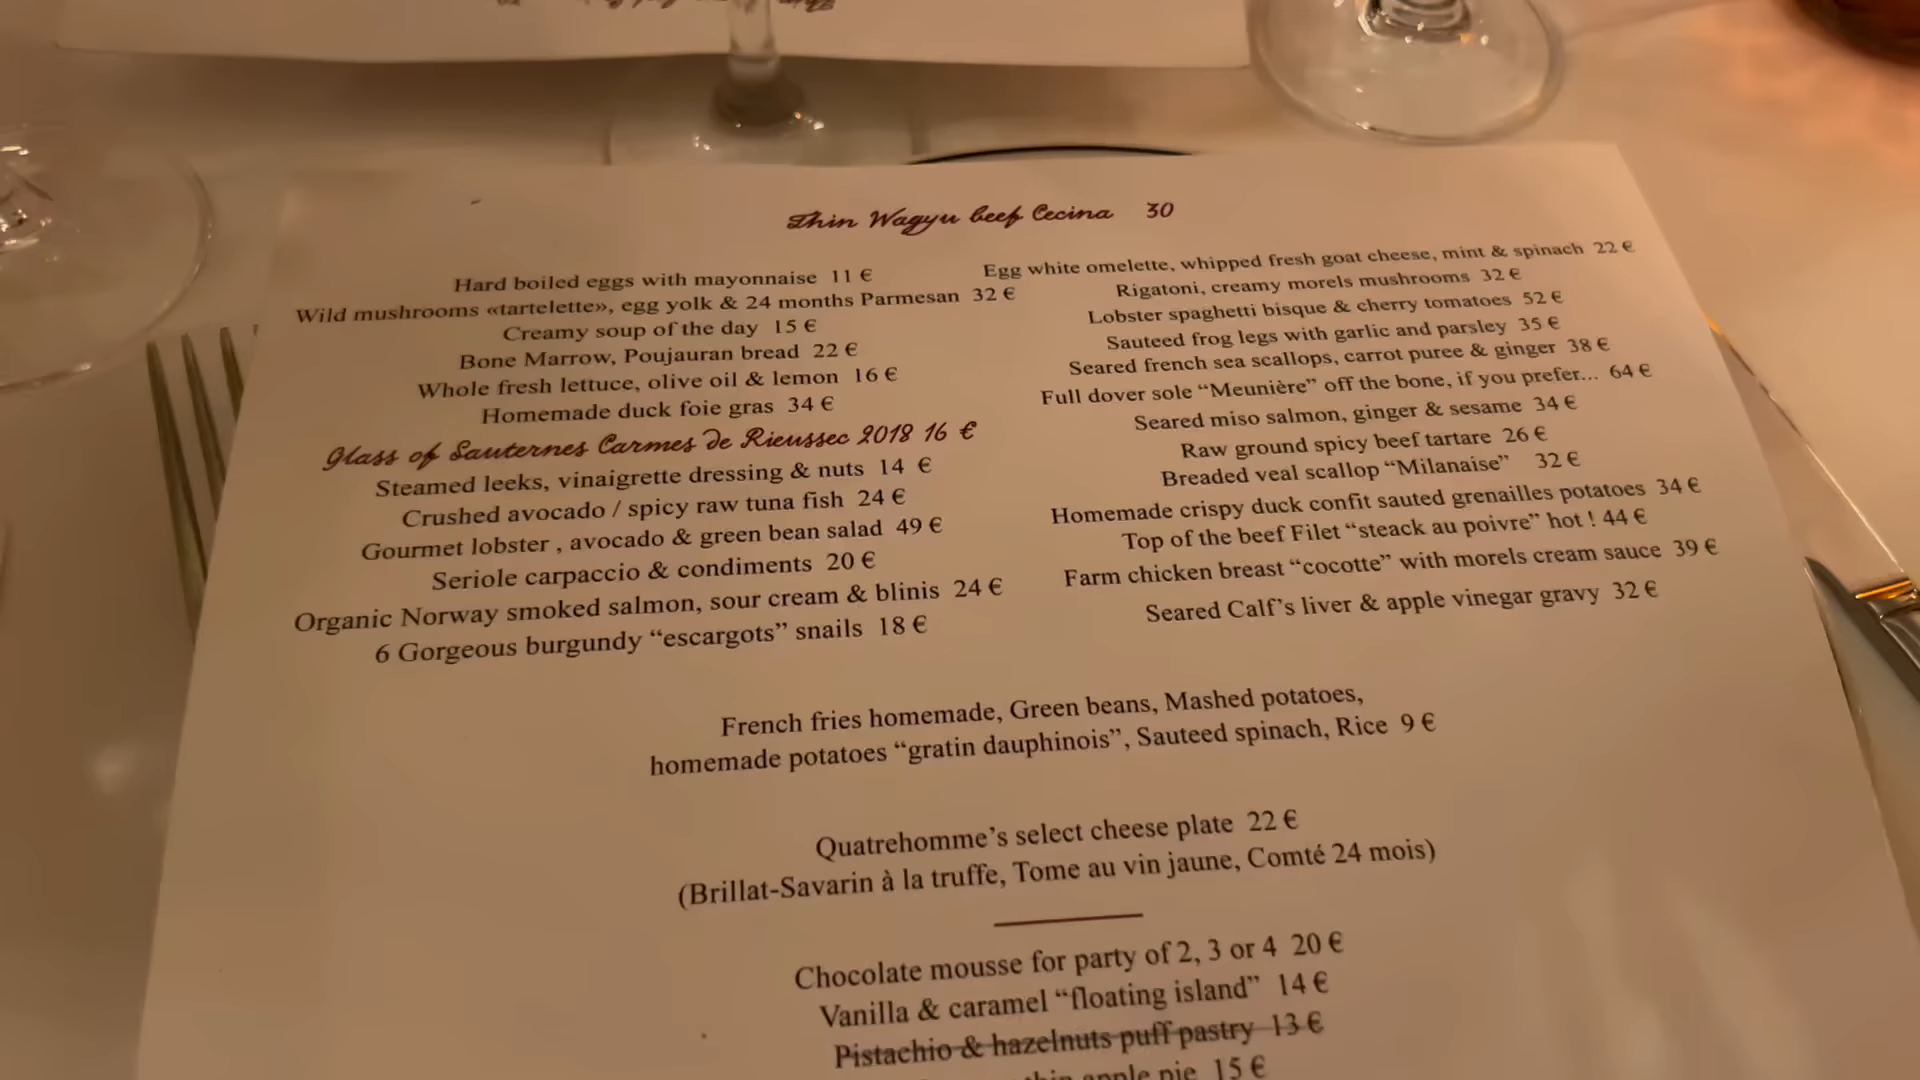 Thin Wagyu beef Cecina 30
Hard boiled eggs with mayonnaise 11 €
Wild mushrooms «tartelette», egg yolk & 24 months Parmesan 32 €
Creamy soup of the day 15 €
Bone Marrow, Poujauran bread 22 €
Whole fresh lettuce, olive oil & lemon 16 €
Homemade duck foie gras 34 €
Glass of Sauternes Carmes de Rieussec 2018 16 €
Steamed leeks, vinaigrette dressing & nuts 14 €
Crushed avocado / spicy raw tuna fish 24 €
Gourmet lobster , avocado & green bean salad 49 €
Seriole carpaccio & condiments 20 €
Organic Norway smoked salmon, sour cream & blinis 24 €
6 Gorgeous burgundy “escargots” snails 18 €
Egg white omelette, whipped fresh goat cheese, mint & spinach 22 €
Rigatoni, creamy morels mushrooms 32 €
Lobster spaghetti bisque & cherry tomatoes 52 €
Sauteed frog legs with garlic and parsley 35 €
Seared french sea scallops, carrot puree & ginger 38 €
Full dover sole “Meunière” off the bone, if you prefer... 64 €
Seared miso salmon, ginger & sesame 34 €
Raw ground spicy beef tartare 26 €
Breaded veal scallop “Milanaise” 32 €
Homemade crispy duck confit sauted grenailles potatoes 34 €
Top of the beef Filet “steack au poivre” hot ! 44 €
Farm chicken breast “cocotte” with morels cream sauce 39 €
Seared Calf’s liver & apple vinegar gravy 32 €
French fries homemade, Green beans, Mashed potatoes,
homemade potatoes “gratin dauphinois”, Sauteed spinach, Rice 9 €
Quatrehomme’s select cheese plate 22 €
(Brillat-Savarin à la truffe, Tome au vin jaune, Comté 24 mois)
Chocolate mousse for party of 2, 3 or 4 20 €
Vanilla & caramel “floating island” 14 €
Pistachio & hazelnuts puff pastry 13 €
thin apple pie 15 €